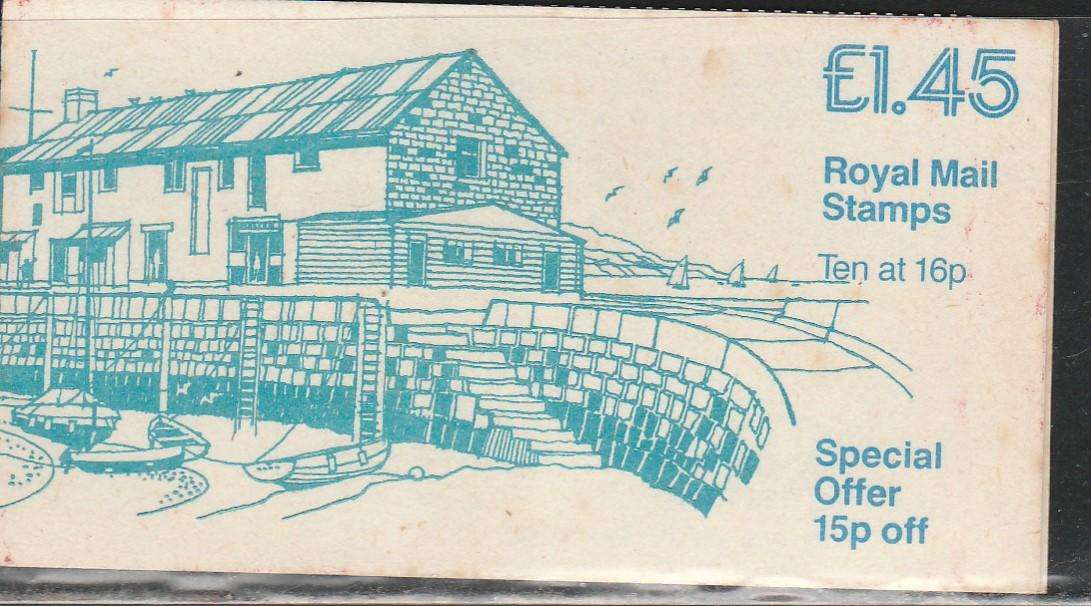 £1.45
Royal Mail
Stamps
Ten at 16p
Special
Offer
15p off